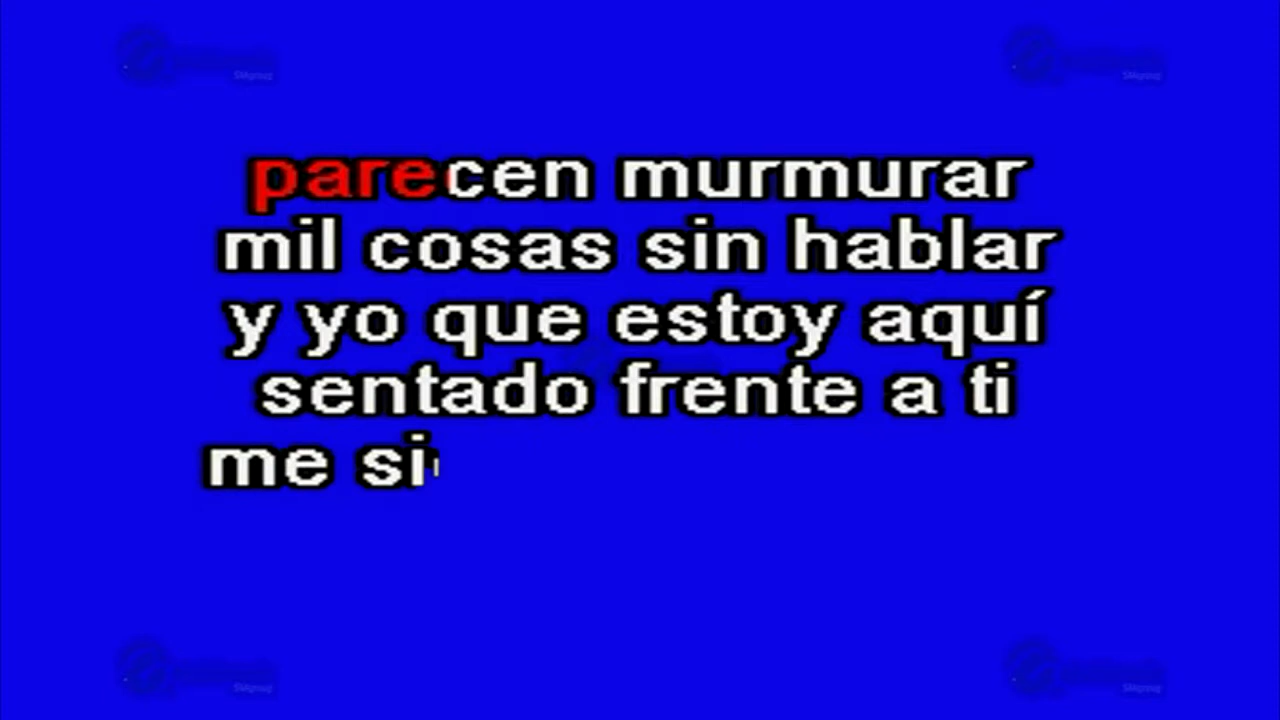 parecen murmurar
mil cosas sin hablar
y yo que estoy aquí
sentado frente a ti
me si